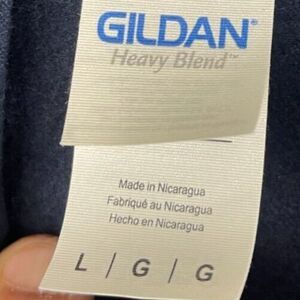 GILDAN®
Heavy Blend™
Made in Nicaragua
Fabriqué au Nicaragua
Hecho en Nicaragua
L / G / G